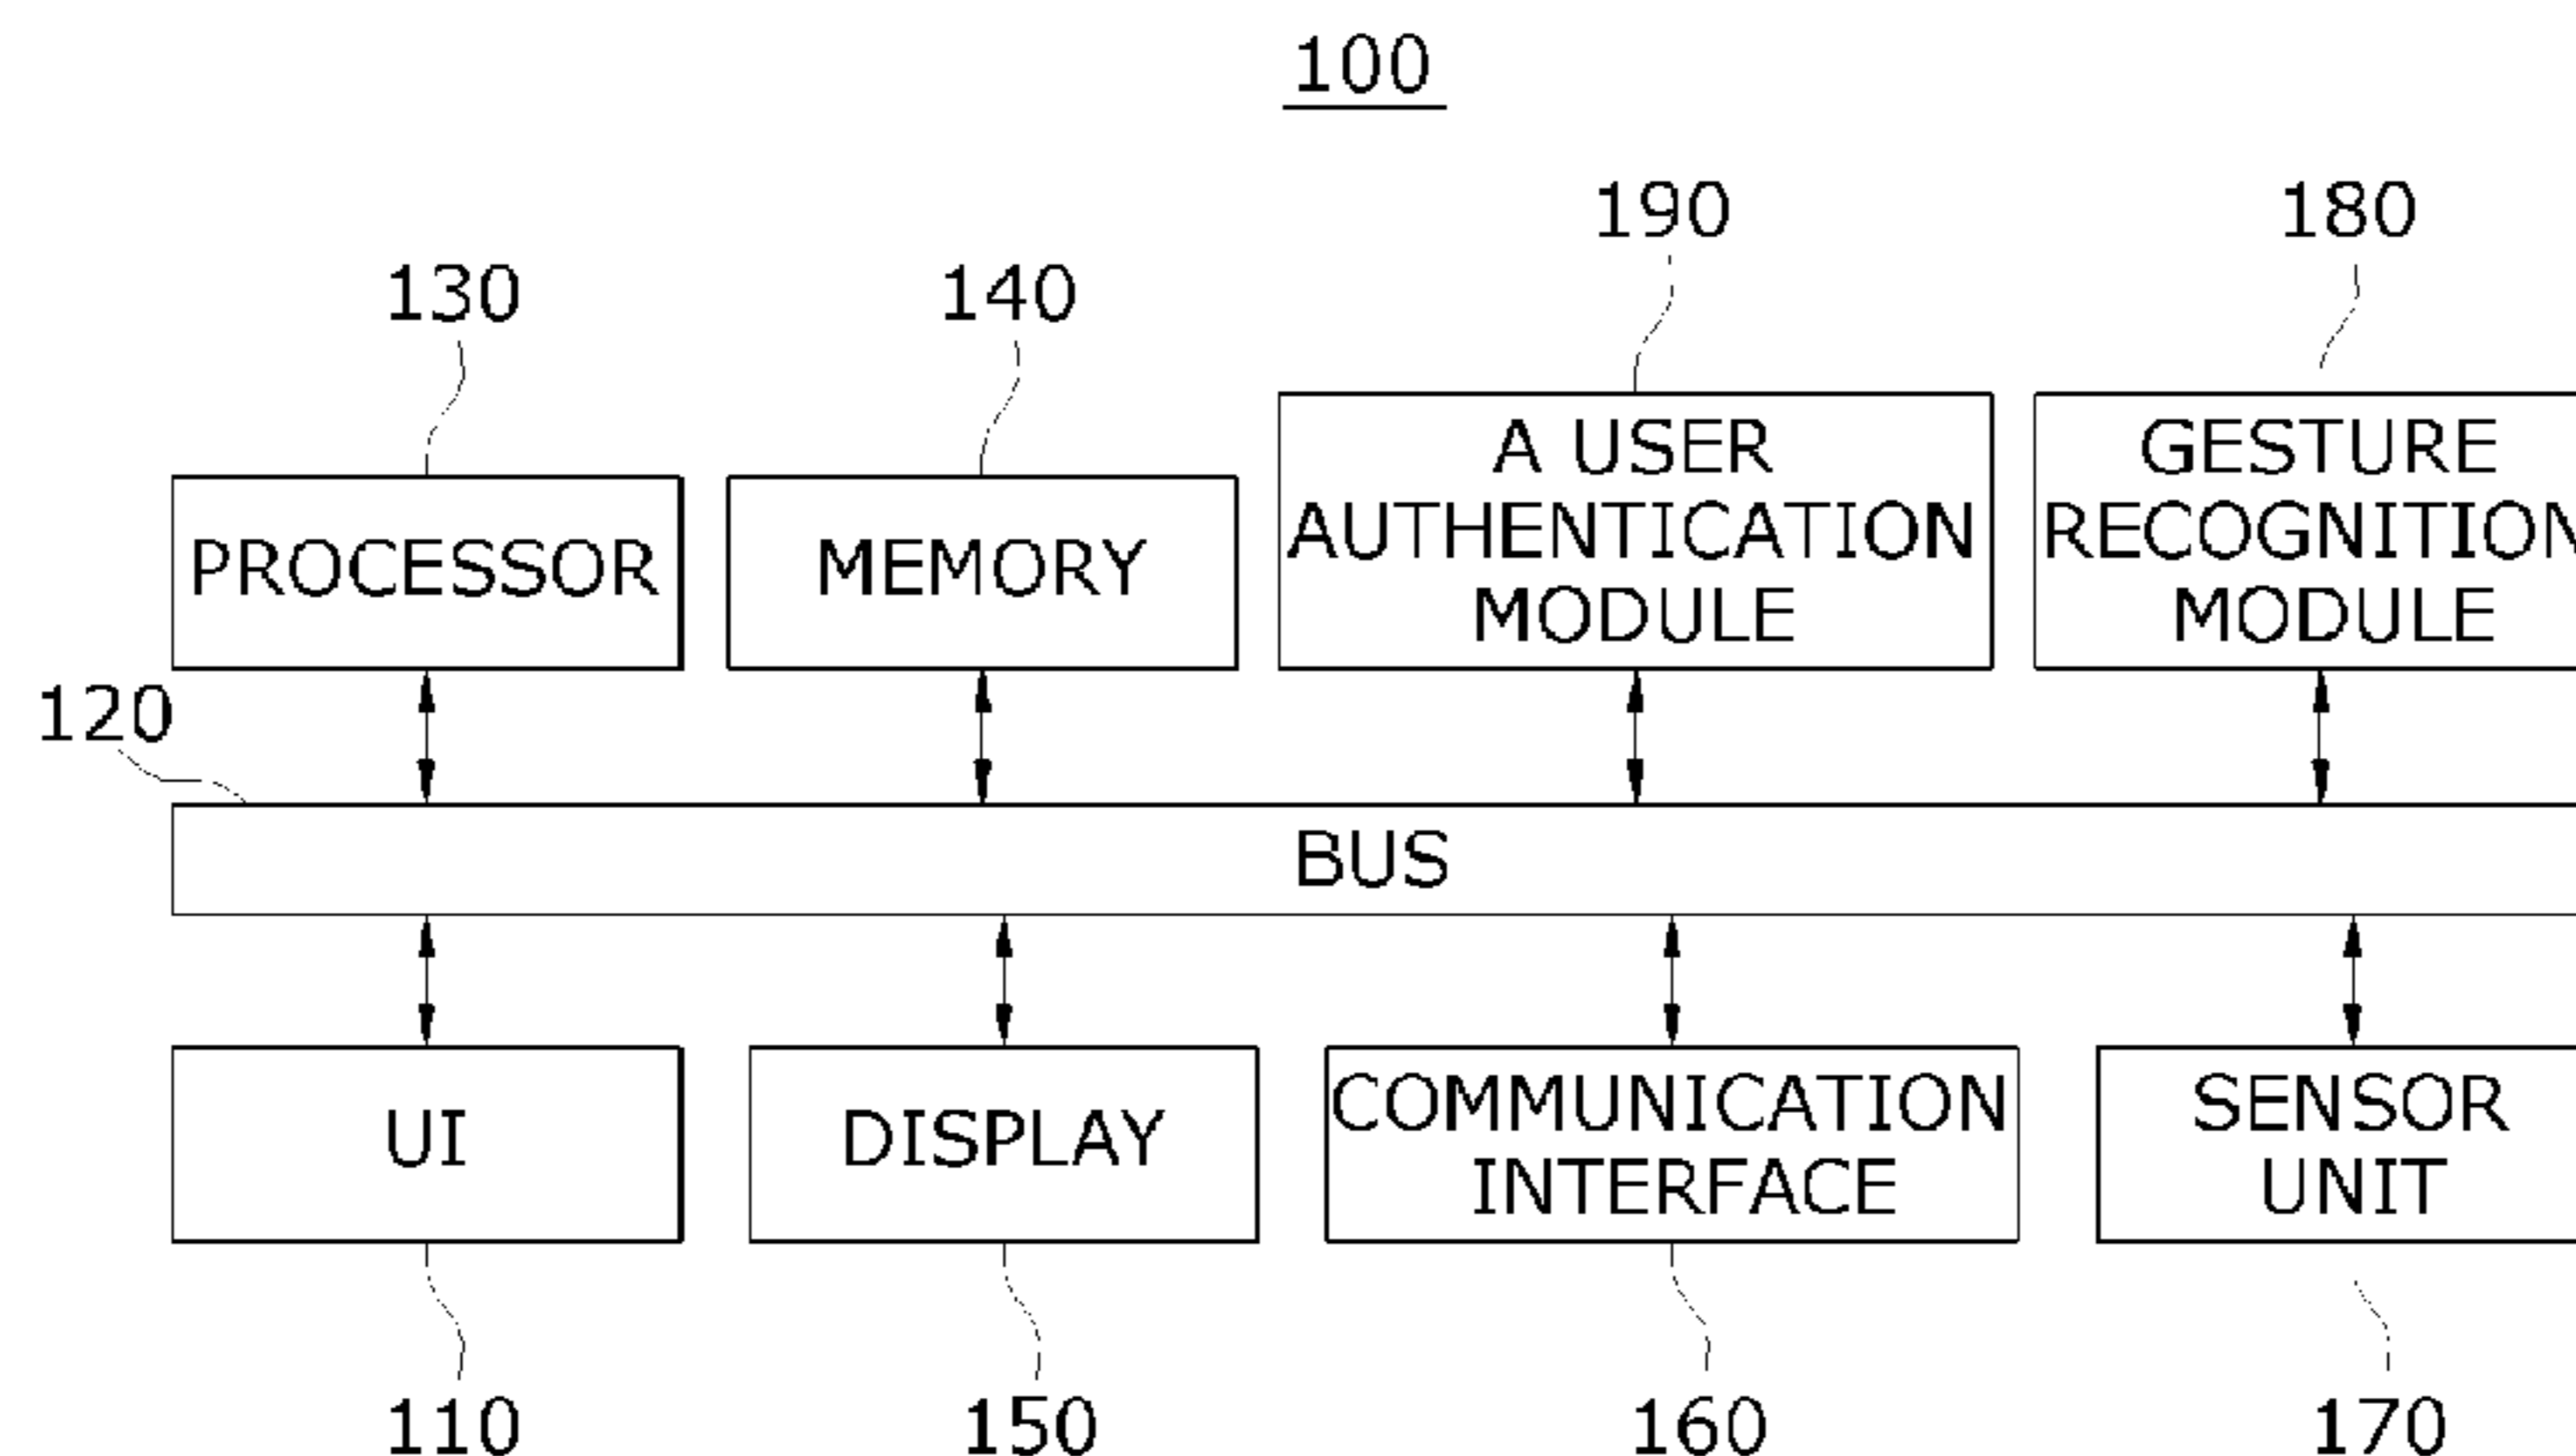 100
190
180
130
140
PROCESSOR
MEMORY
A USER
AUTHENTICATION
MODULE
GESTURE
RECOGNITION
MODULE
120
BUS
UI
DISPLAY
COMMUNICATION
INTERFACE
SENSOR
UNIT
110
150
160
170